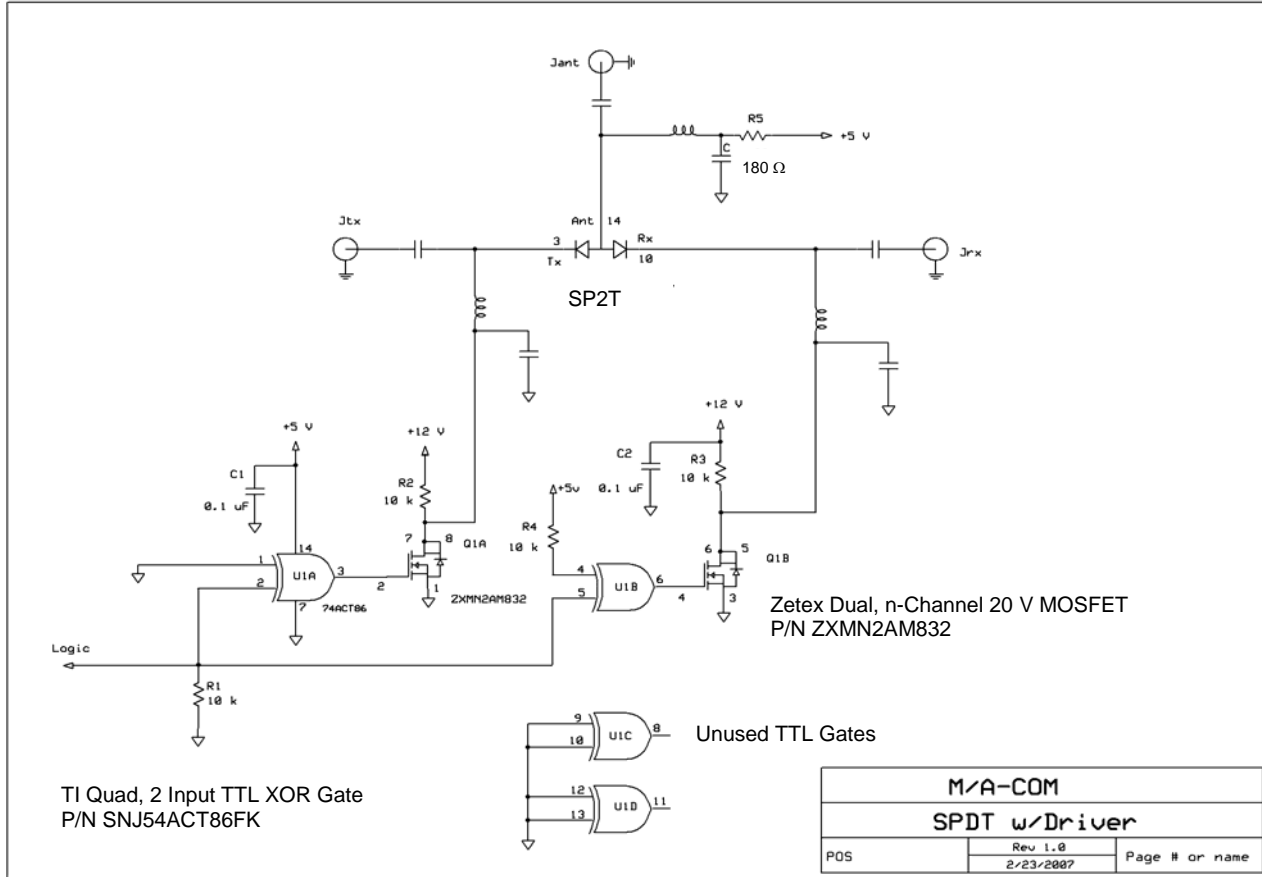 Jant
R5
+5 V
C
180 Ω
Jtx
Ant 14
3
Tx
Rx
10
Jrx
SP2T
+5 V
C1
0.1 uF
+12 V
R2
10 k
+12 V
C2
0.1 uF
R3
10 k
+5v
R4
10 k
14
1
2
U1A
3
7
74ACT86
2
7
8
Q1A
1
ZXMN2AM832
4
5
U1B
6
4
6
5
Q1B
3
Zetex Dual, n-Channel 20 V MOSFET
P/N ZXMN2AM832
Logic
R1
10 k
9
10
U1C
8
Unused TTL Gates
12
13
U1D
11
TI Quad, 2 Input TTL XOR Gate
P/N SNJ54ACT86FK
M/A-COM
SPDT w/Driver
POS
Rev 1.0
2/23/2007
Page # or name